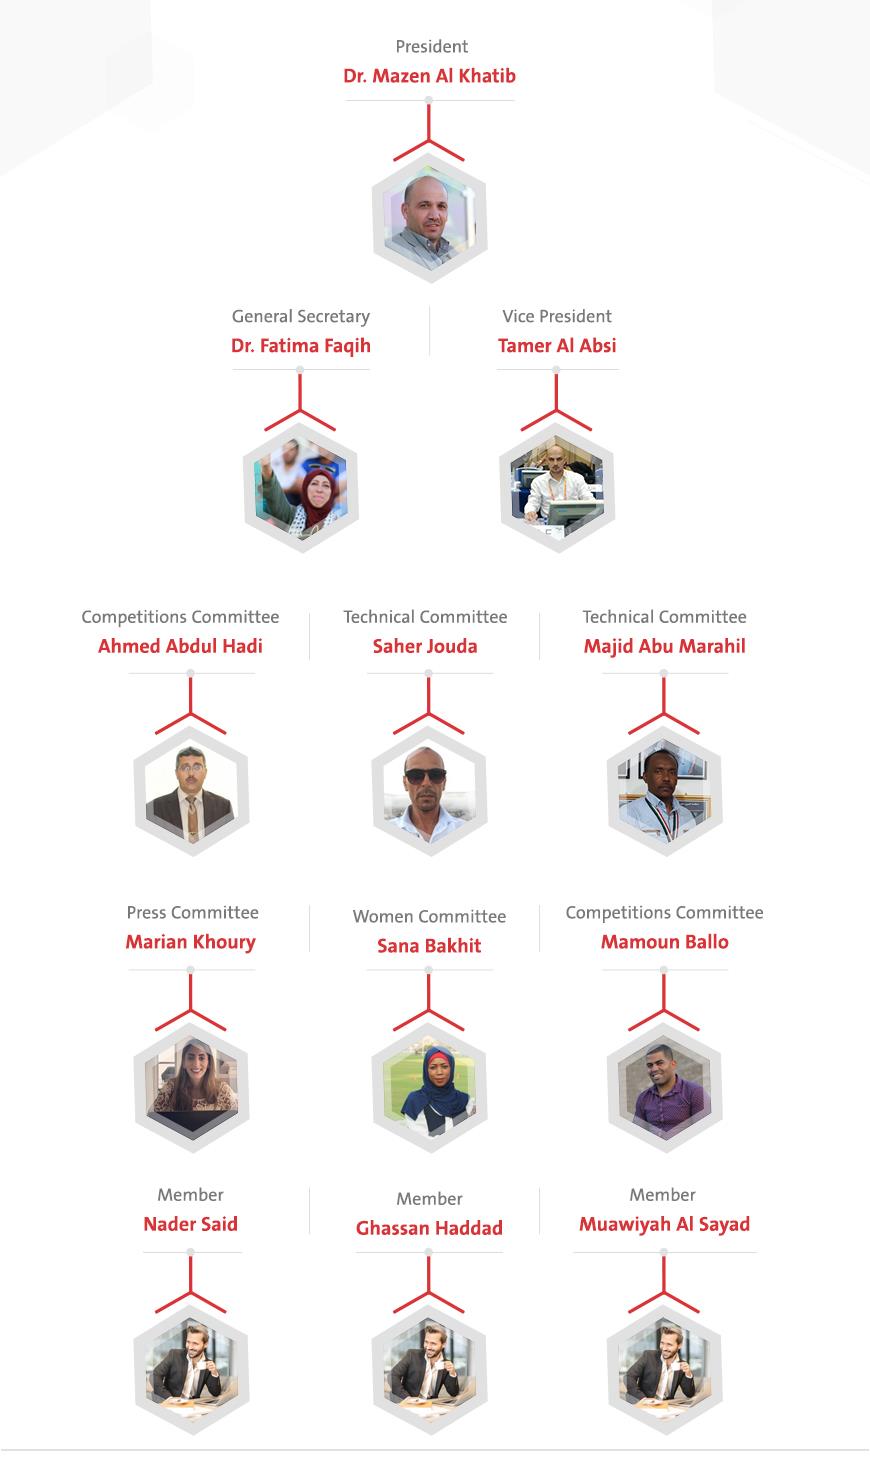 President
Dr. Mazen Al Khatib
General Secretary
Dr. Fatima Faqih
Vice President
Tamer Al Absi
Competitions Committee
Ahmed Abdul Hadi
Technical Committee
Saher Jouda
Technical Committee
Majid Abu Marahil
Press Committee
Marian Khoury
Women Committee
Sana Bakhit
Competitions Committee
Mamoun Ballo
Member
Nader Said
Member
Ghassan Haddad
Member
Muawiyah Al Sayad